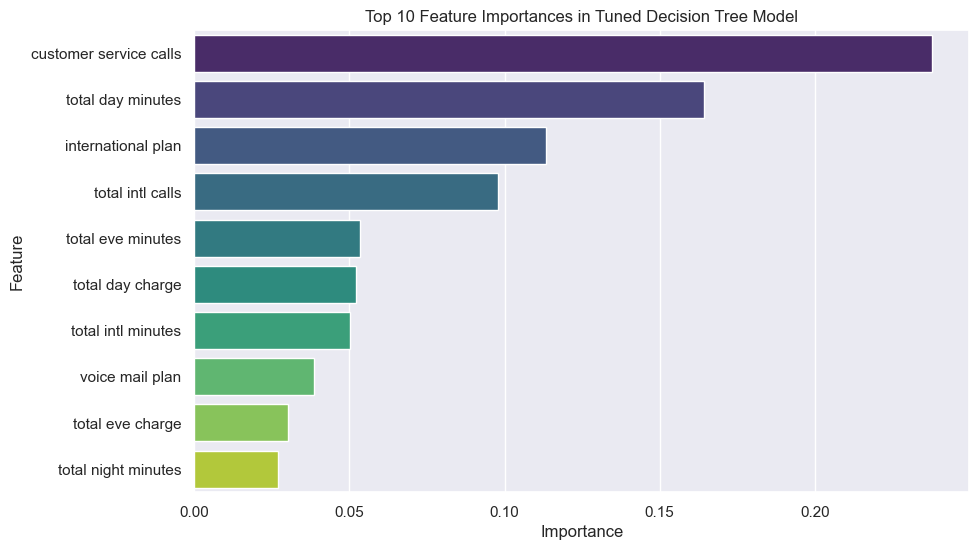 Top 10 Feature Importances in Tuned Decision Tree Model
Feature
customer service calls
total day minutes
international plan
total intl calls
total eve minutes
total day charge
total intl minutes
voice mail plan
total eve charge
total night minutes
0.00 0.05 0.10 0.15 0.20
Importance